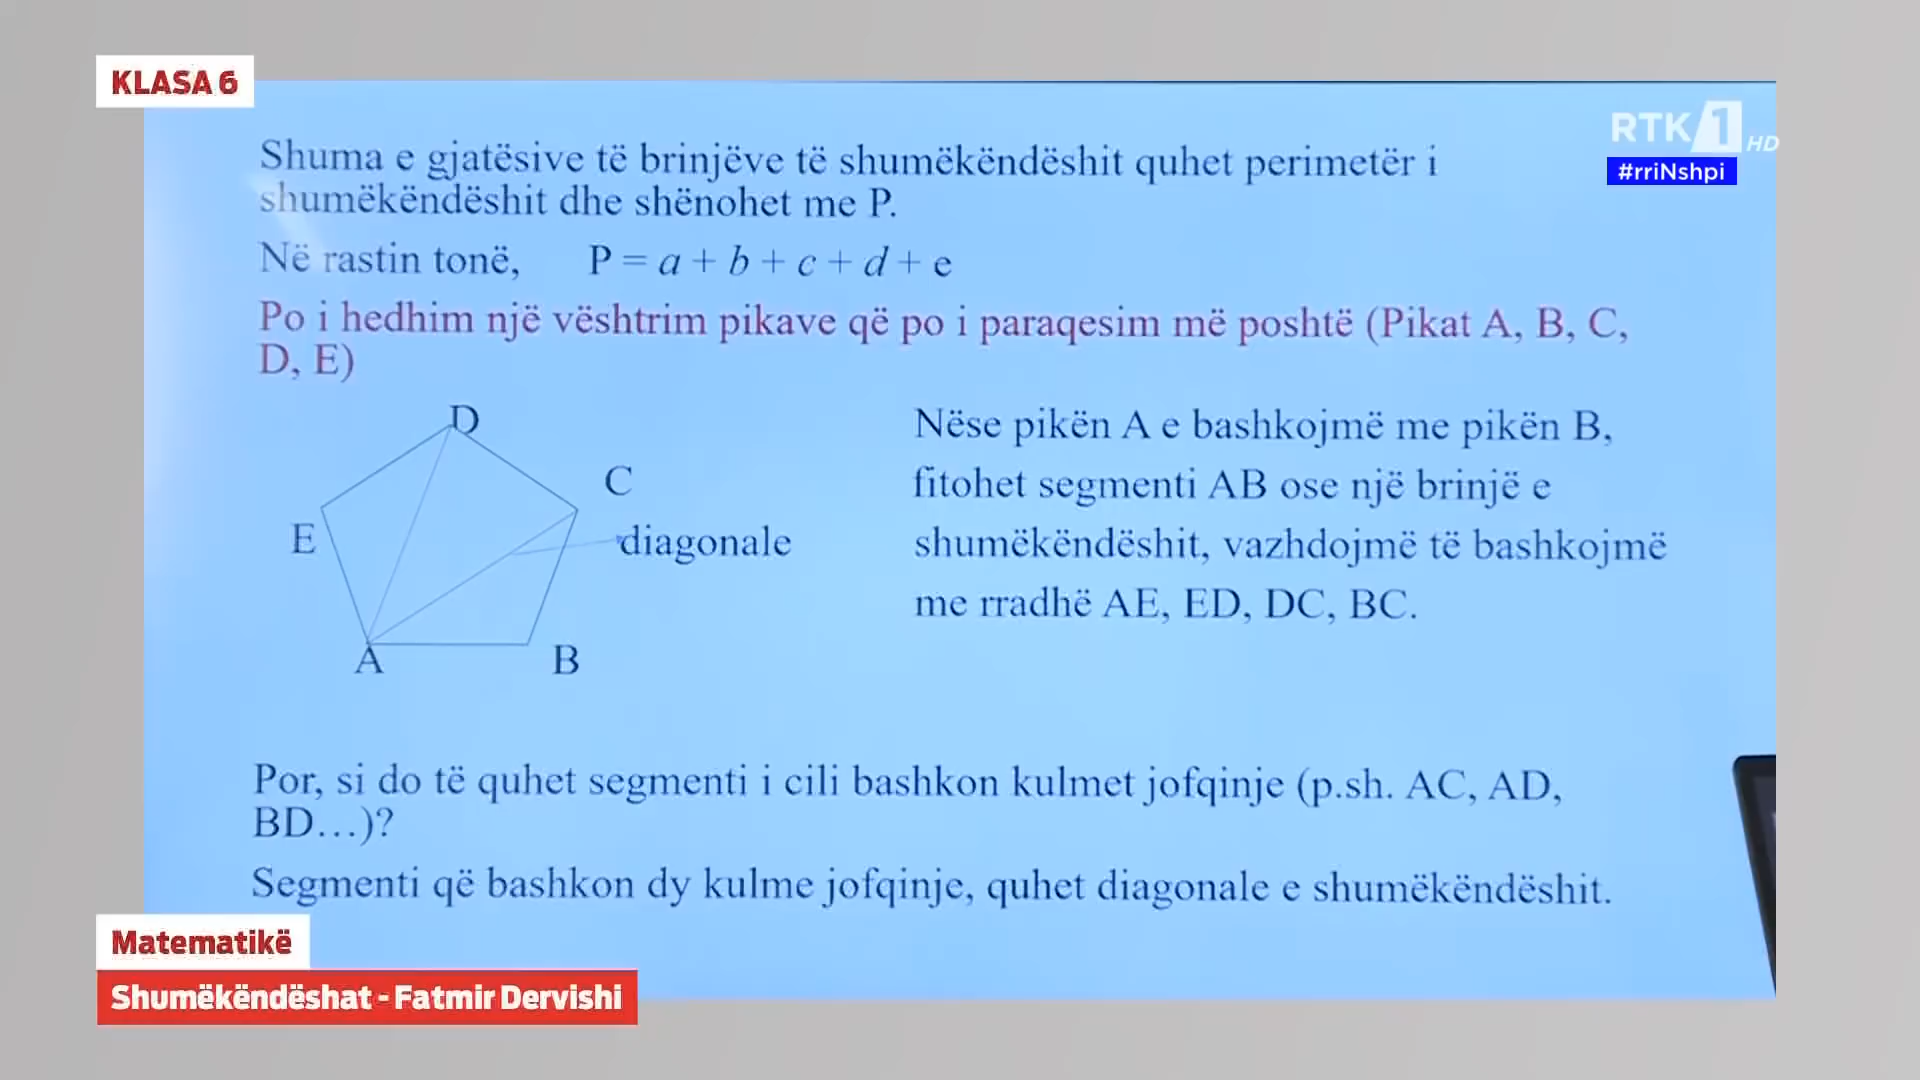 KLASA 6
RTK 1 HD
#rriNshpi
Shuma e gjatësive të brinjëve të shumëkëndëshit quhet perimetër i
shumëkëndëshit dhe shënohet me P.
Në rastin tonë, P = a + b + c + d + e
Po i hedhim një vështrim pikave që po i paraqesim më poshtë (Pikat A, B, C,
D, E)
D
C
E
diagonale
A
B
Nëse pikën A e bashkojmë me pikën B,
fitohet segmenti AB ose një brinjë e
shumëkëndëshit, vazhdojmë të bashkojmë
me rradhë AE, ED, DC, BC.
Por, si do të quhet segmenti i cili bashkon kulmet jofqinje (p.sh. AC, AD,
BD…)?
Segmenti që bashkon dy kulme jofqinje, quhet diagonale e shumëkëndëshit.
Matematikë
Shumëkëndëshat - Fatmir Dervishi